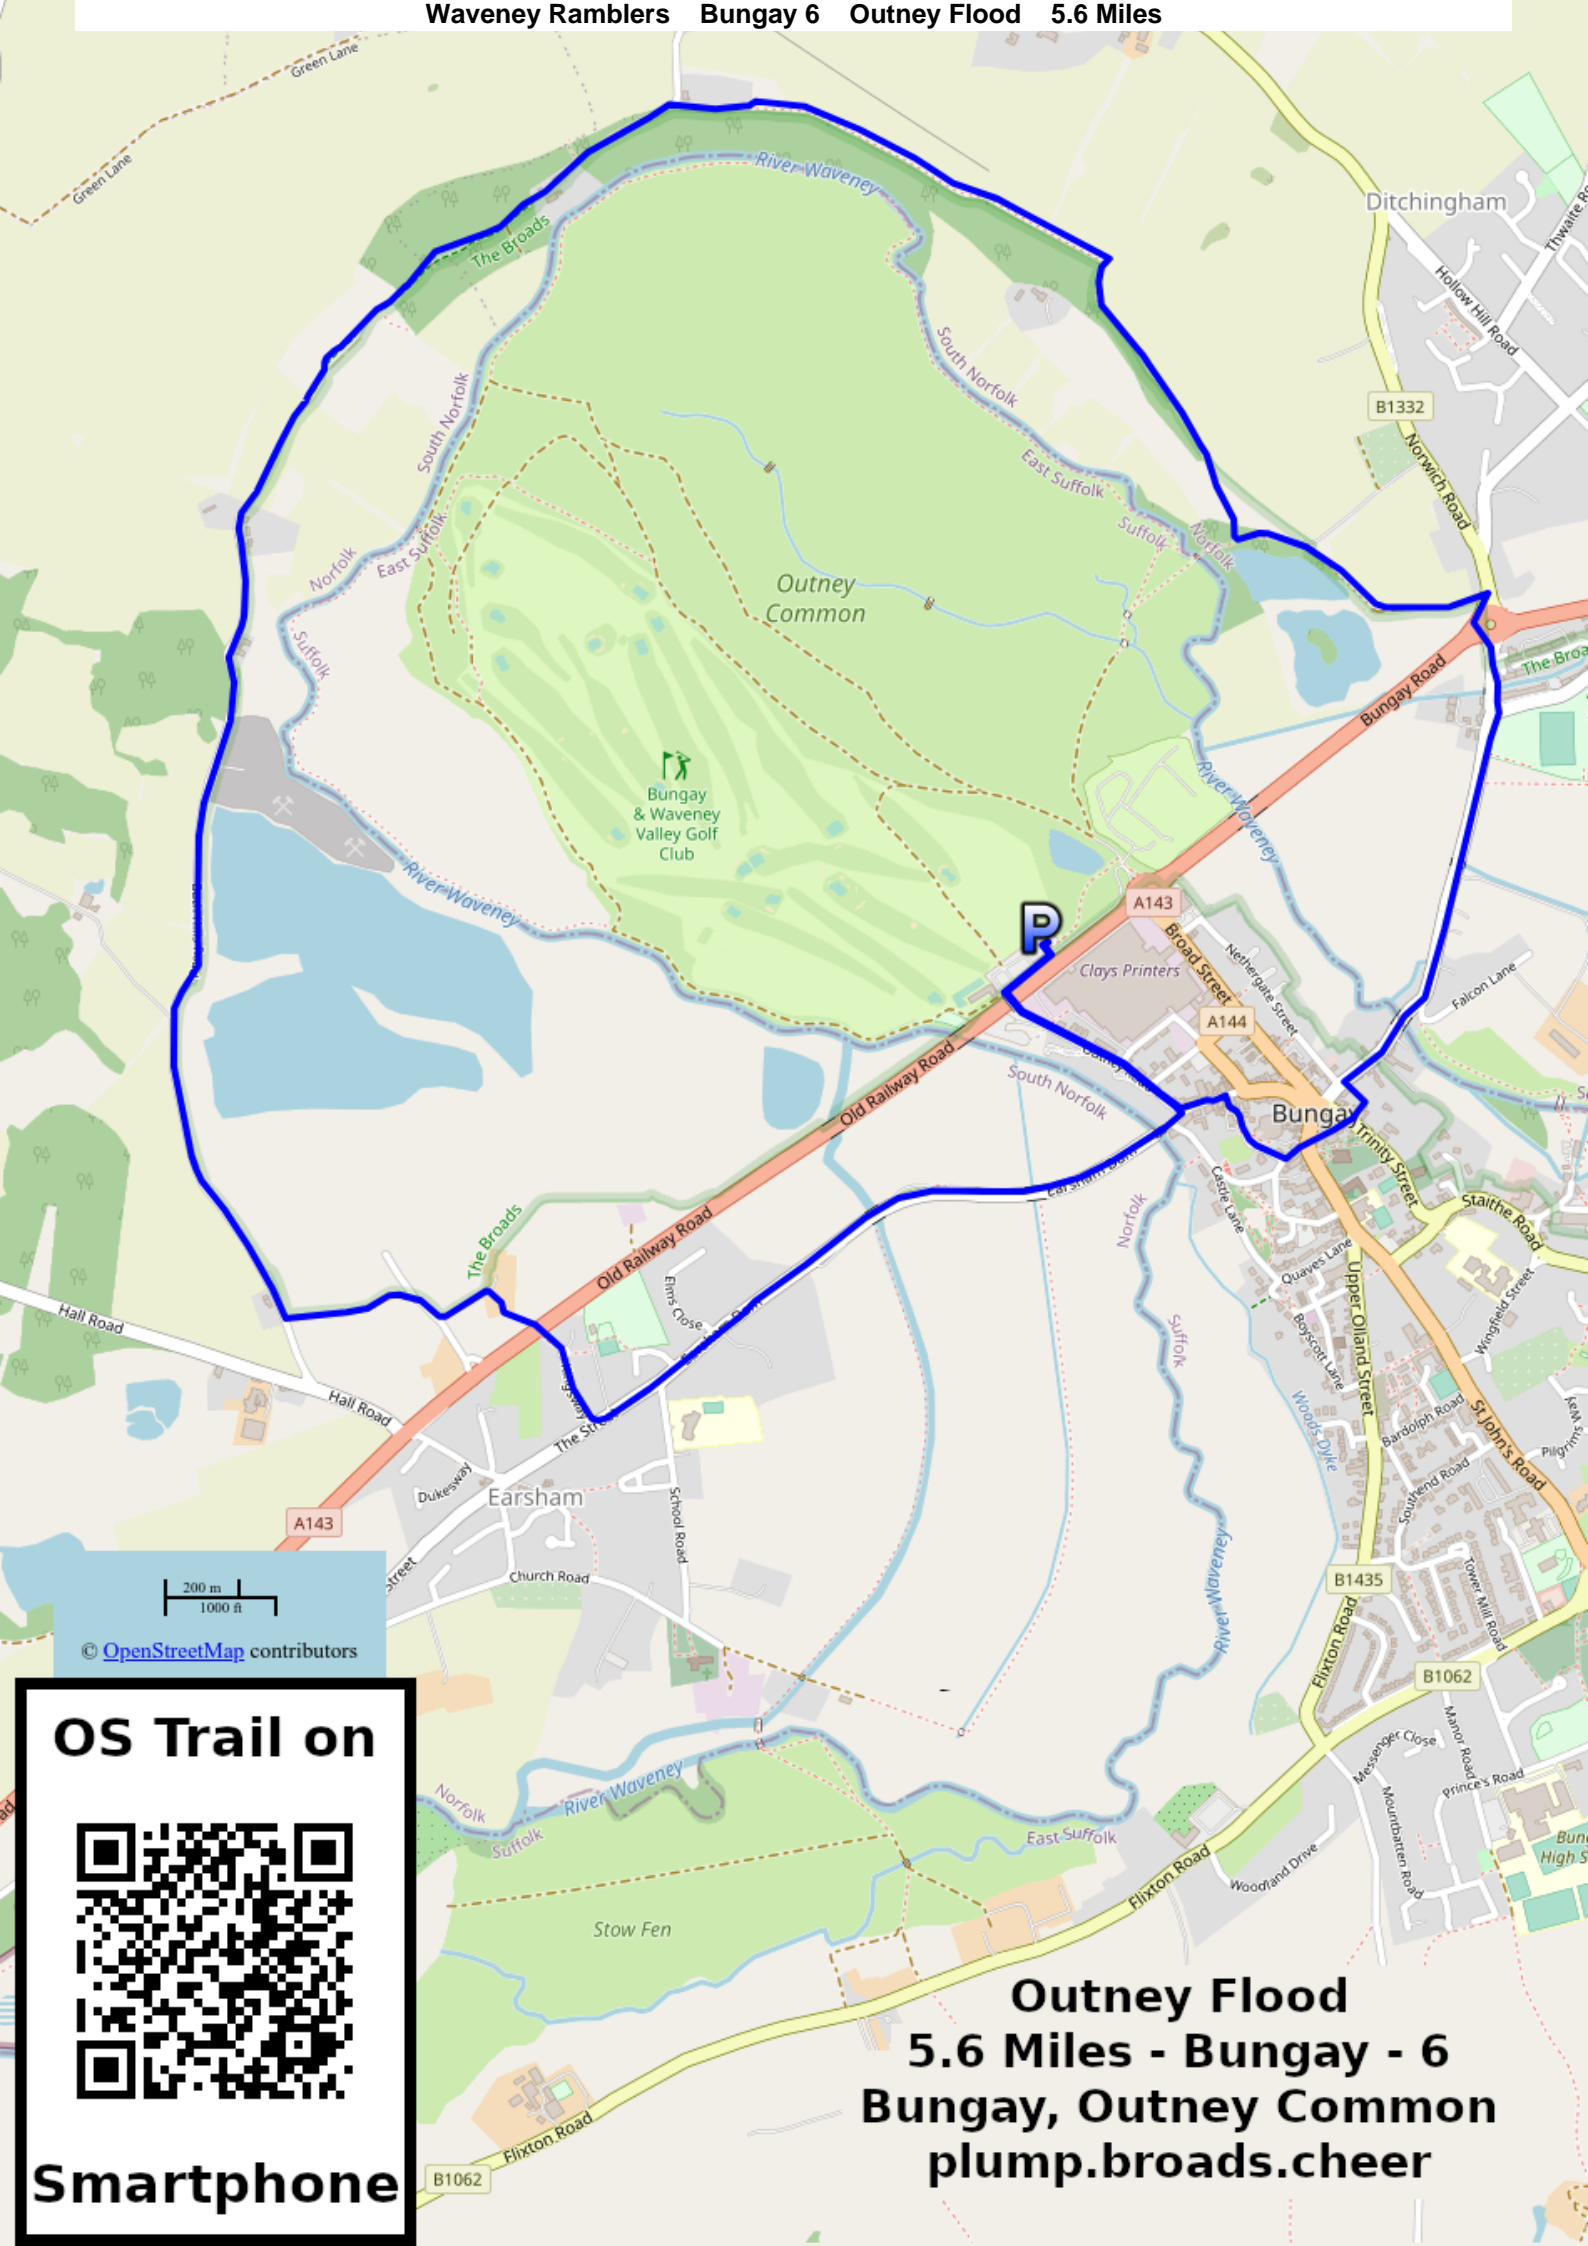 Waveney Ramblers Bungay 6 Outney Flood 5.6 Miles
Green Lane
Green Lane
River Waveney
The Broads
Ditchingham
Hollow Hill Road
South Norfolk
South Norfolk
East Suffolk
B1332
Norwich Road
Norfolk
East Suffolk
Suffolk
Norfolk
Suffolk
Outney
Common
Bungay Road
Bungay
& Waveney
Valley Golf
Club
River Waveney
River Waveney
A143
P
Clays Printers
Broad Street
Nethergate Street
Falcon Lane
A144
Old Railway Road
South Norfolk
Bungay
Trinity Street
Earsham Dam
Castle Lane
Staithe Road
The Broads
Old Railway Road
Norfolk
Quaves Lane
Upper Olland Street
Wingfield Street
Elms Close
Boyscott Lane
Suffolk
Hall Road
Hall Road
The Street
Kingsway
Bardolph Road
St John's Road
Woods Dyke
Southend Road
Dukesway
Earsham
A143
School Road
Church Road
Street
River Waveney
B1435
Tower Mill Road
Flixton Road
B1062
200 m
1000 ft
© OpenStreetMap contributors
Manor Road
Messenger Close
Prince's Road
Mountbatten Road
OS Trail on
Norfolk
River Waveney
Suffolk
East Suffolk
Flixton Road
Woodland Drive
Stow Fen
Outney Flood
5.6 Miles - Bungay - 6
Bungay, Outney Common
plump.broads.cheer
Flixton Road
B1062
Smartphone